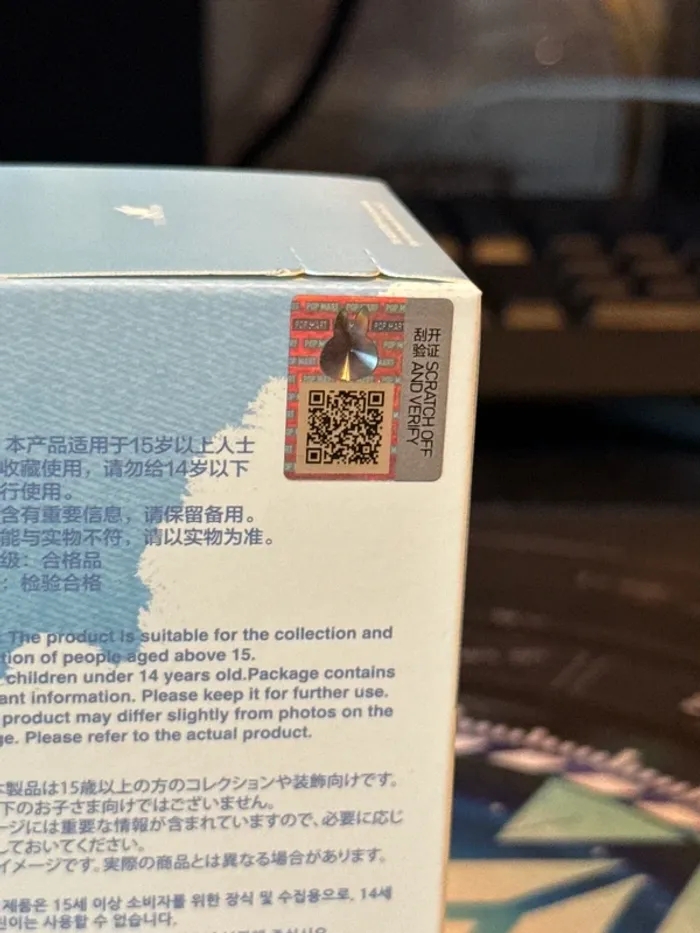 POP MART
刮开
验证
SCRATCH OFF
AND VERIFY
本产品适用于15岁以上人士
收藏使用，请勿给14岁以下
行使用。
含有重要信息，请保留备用。
能与实物不符，请以实物为准。
级：合格品
：检验合格
The product is suitable for the collection and
tion of people aged above 15.
children under 14 years old.Package contains
ant information. Please keep it for further use.
product may differ slightly from photos on the
ge. Please refer to the actual product.
本製品は15歳以上の方のコレクションや装飾向けです。
下のお子さま向けではございません。
ージには重要な情報が含まれていますので、必要に応じ
しておいてください。
イメージです。実際の商品とは異なる場合があります。
제품은 15세 이상 소비자를 위한 장식 및 수집용으로, 14세
린이는 사용할 수 없습니다.